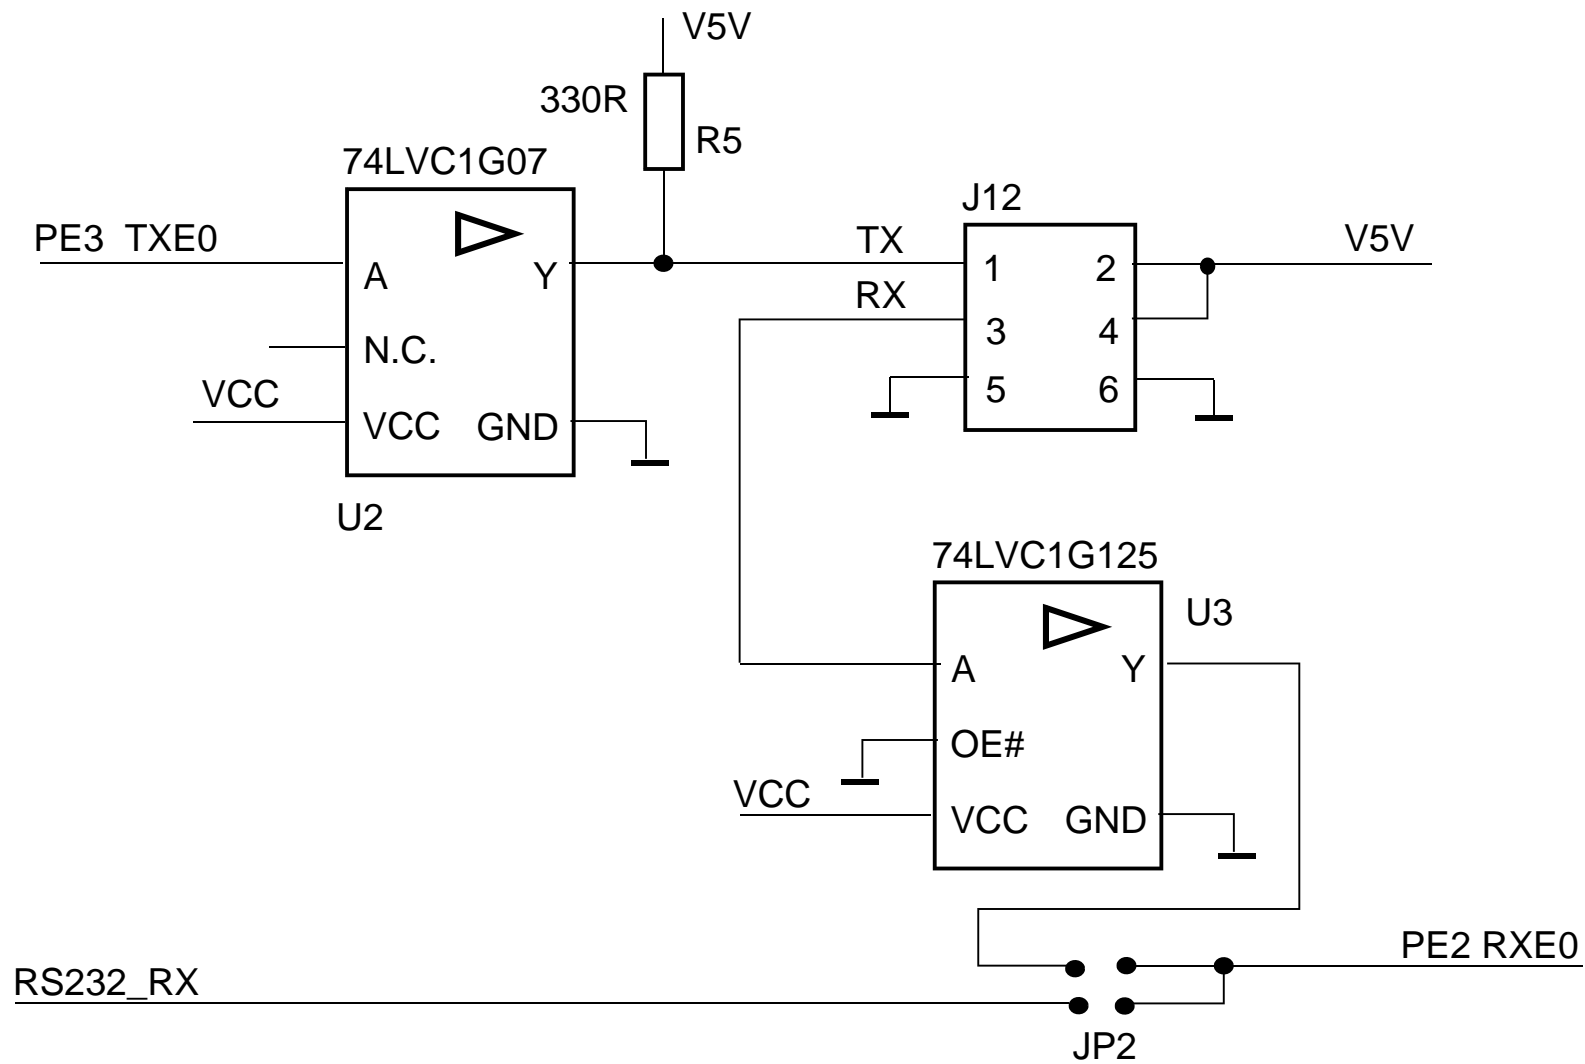 V5V
330R
R5
74LVC1G07
PE3 TXE0
A
Y
N.C.
VCC
VCC GND
U2
J12
TX
RX
1 2
3 4
5 6
V5V
74LVC1G125
U3
A Y
OE#
VCC
VCC GND
PE2 RXE0
RS232_RX
JP2